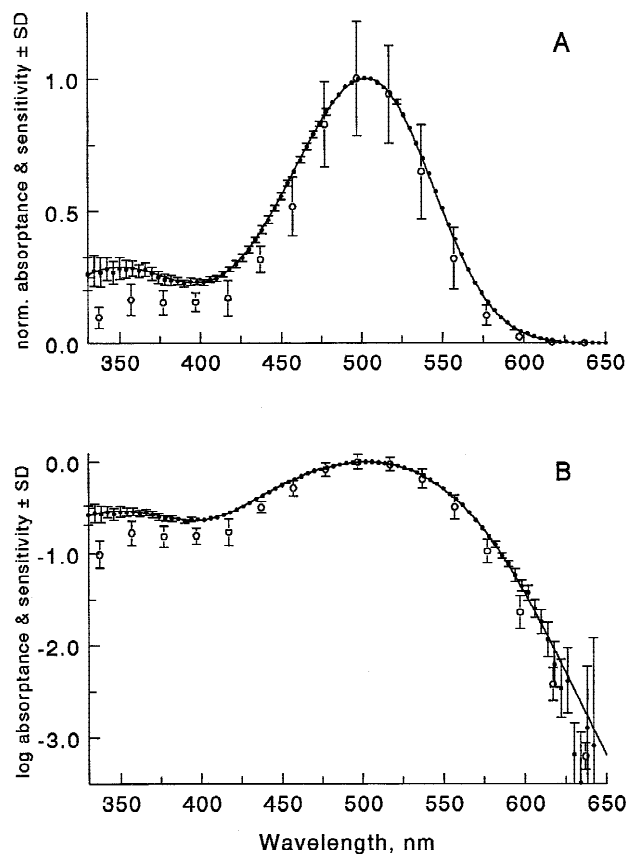 norm. absorptance & sensitivity ± SD
A
1.0
0.5
0.0
350 400 450 500 550 600 650
log absorptance & sensitivity ± SD
B
0.0
-1.0
-2.0
-3.0
350 400 450 500 550 600 650
Wavelength, nm